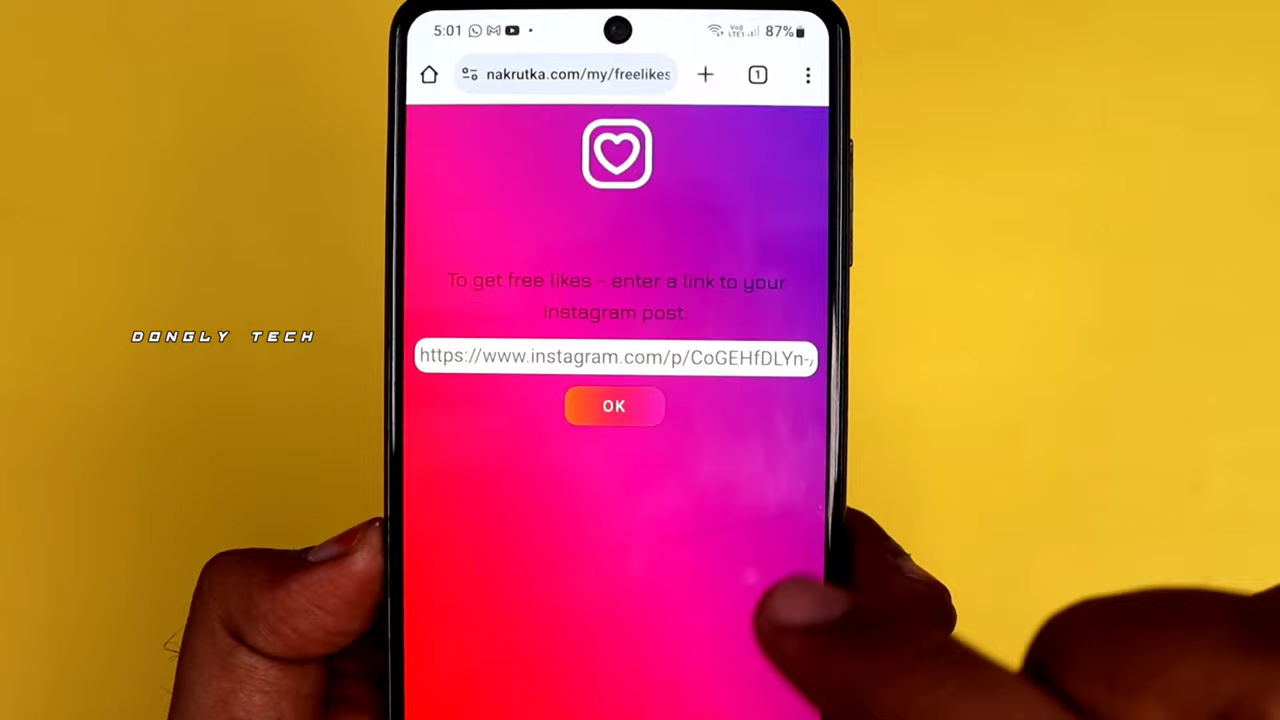 5:01
87%
nakrutka.com/my/freelikes
1
To get free likes - enter a link to your
instagram post:
https://www.instagram.com/p/CoGEHfDLYn-
OK
DONGLY TECH